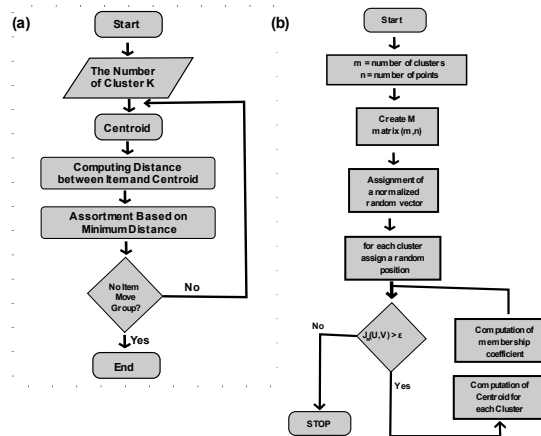 (a)
Start
The Number
of Cluster K
Centroid
Computing Distance
between Item and Centroid
Assortment Based on
Minimum Distance
No Item
Move
Group?
No
Yes
End
(b)
Start
m = number of clusters
n = number of points
Create M
matrix (m,n)
Assignment of
a normalized
random vector
for each cluster
assign a random
position
(U,V) > ε
No
Yes
STOP
Computation of
membership
coefficient
Computation of
Centroid for
each Cluster